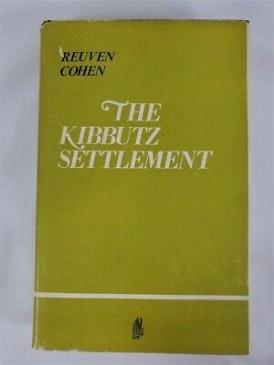 REUVEN
COHEN
THE
KIBBUTZ
SETTLEMENT